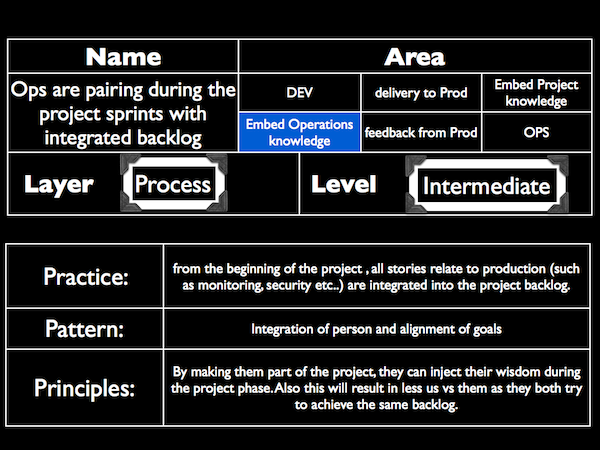 Name
Area
Ops are pairing during the
project sprints with
integrated backlog
DEV
delivery to Prod
Embed Project
knowledge
Embed Operations
knowledge
feedback from Prod
OPS
Layer
Process
Level
Intermediate
Practice:
from the beginning of the project , all stories relate to production (such
as monitoring, security etc..) are integrated into the project backlog.
Pattern:
Integration of person and alignment of goals
Principles:
By making them part of the project, they can inject their wisdom during
the project phase. Also this will result in less us vs them as they both try
to achieve the same backlog.